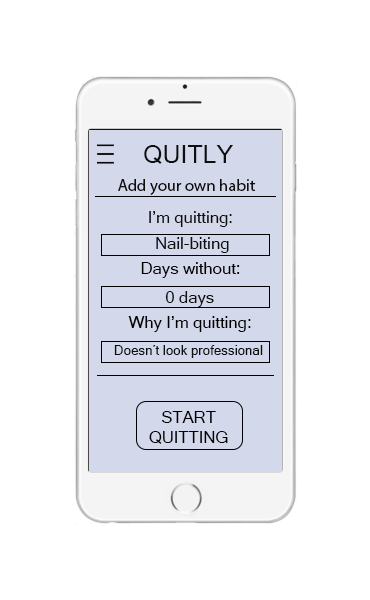 QUITLY
Add your own habit
I'm quitting:
Nail-biting
Days without:
0 days
Why I'm quitting:
Doesn´t look professional
START
QUITTING